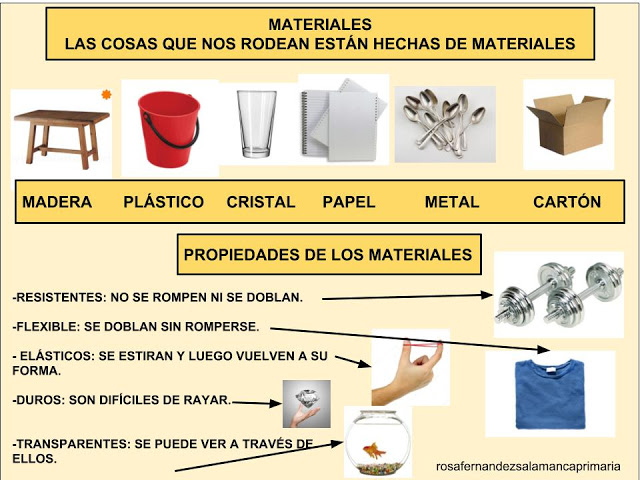 MATERIALES
LAS COSAS QUE NOS RODEAN ESTÁN HECHAS DE MATERIALES
MADERA PLÁSTICO CRISTAL PAPEL METAL CARTÓN
PROPIEDADES DE LOS MATERIALES
-RESISTENTES: NO SE ROMPEN NI SE DOBLAN.
-FLEXIBLE: SE DOBLAN SIN ROMPERSE.
- ELÁSTICOS: SE ESTIRAN Y LUEGO VUELVEN A SU
FORMA.
-DUROS: SON DIFÍCILES DE RAYAR.
-TRANSPARENTES: SE PUEDE VER A TRAVÉS DE
ELLOS.
rosafernandezsalamancaprimaria